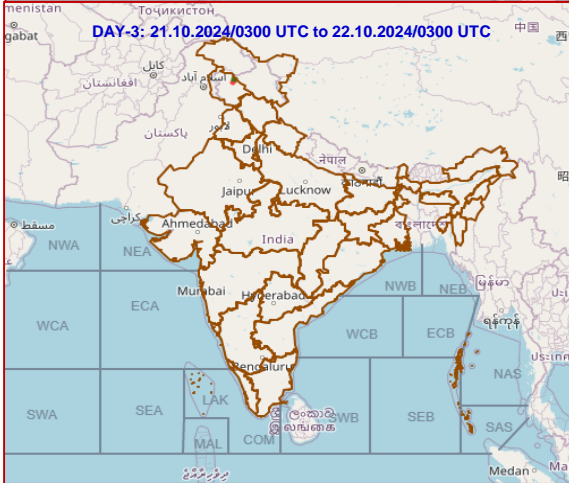 Тоҷикистон
DAY-3: 21.10.2024/0300 UTC to 22.10.2024/0300 UTC
中国
کابل
افغانستان
اسلام آباد
پاکستان
لاہور
Delhi
नेपाल
Jaipur
Lucknow
مسقط
کراچی
Ahmedabad
India
বাংলাদেশ
NWA
NEA
Mumbai
Hyderabad
NWB
NEB
ECA
WCA
WCB
ECB
Bengaluru
NAS
SWA
SEA
LAK
ලංකාව
SWB
SEB
இலங்கை
SAS
MAL
COM
Medan